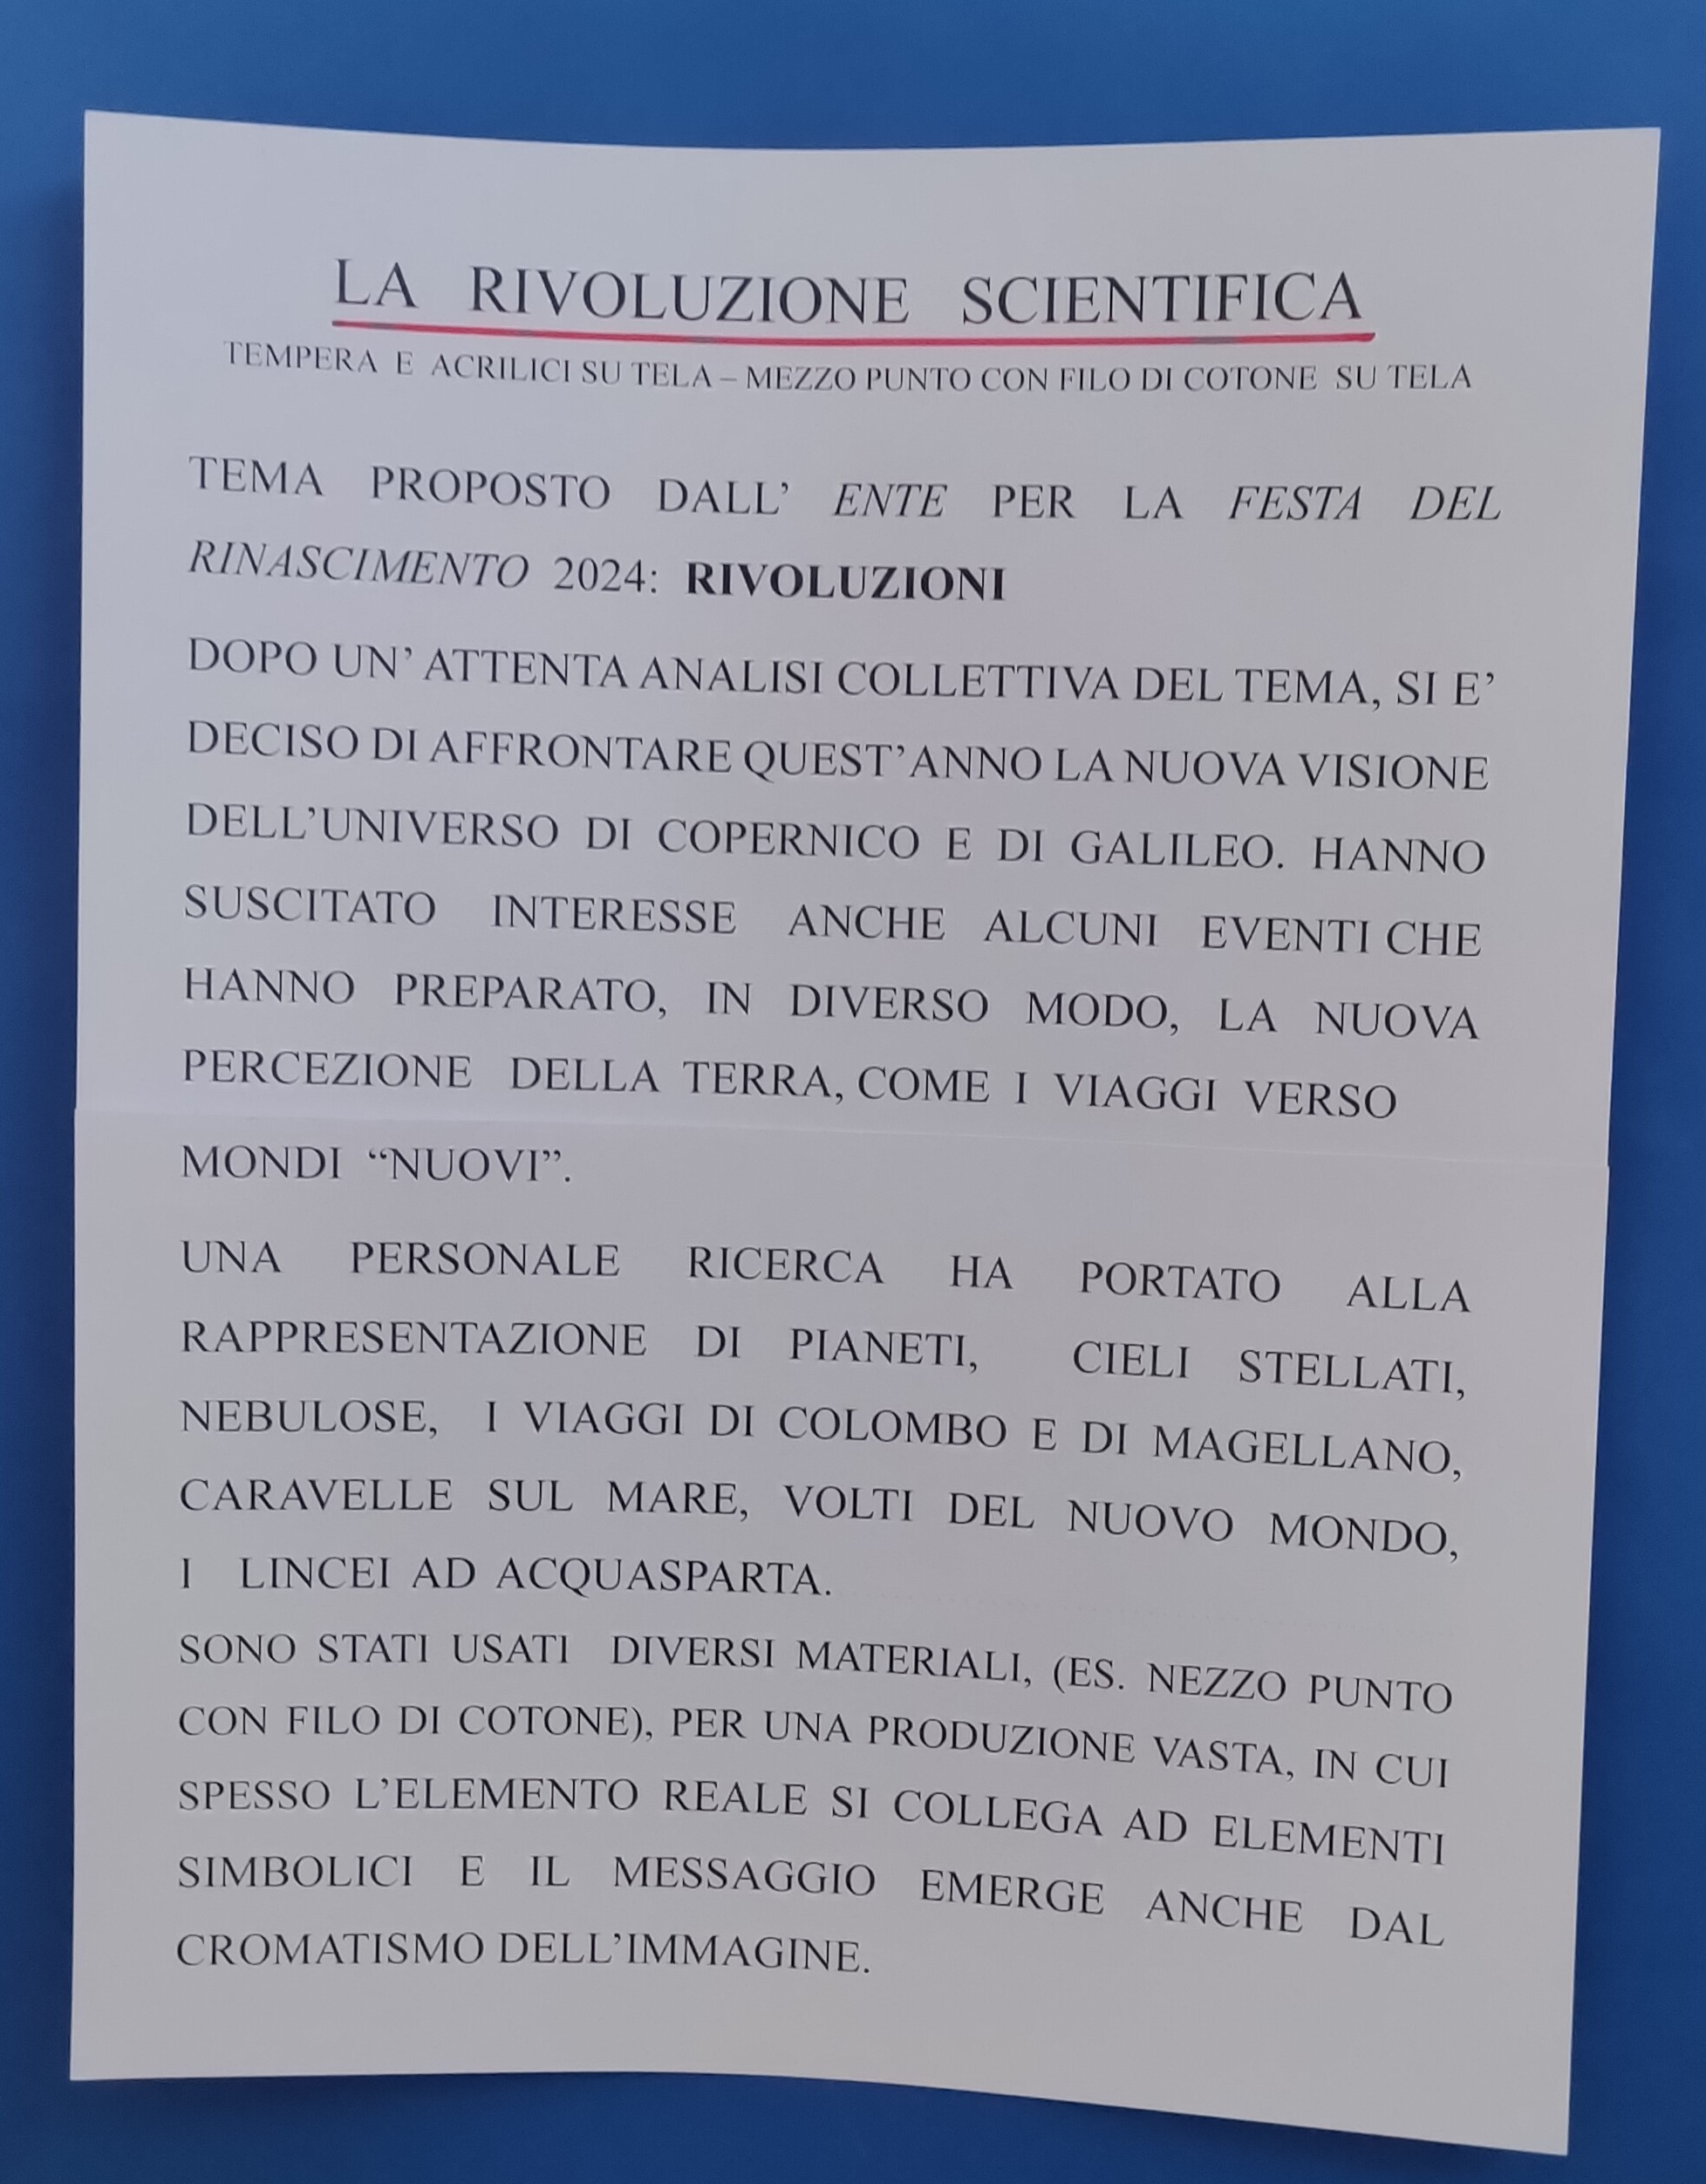 LA RIVOLUZIONE SCIENTIFICA
TEMPERA E ACRILICI SU TELA – MEZZO PUNTO CON FILO DI COTONE SU TELA
TEMA PROPOSTO DALL’ ENTE PER LA FESTA DEL
RINASCIMENTO 2024: RIVOLUZIONI
DOPO UN’ ATTENTA ANALISI COLLETTIVA DEL TEMA, SI E’
DECISO DI AFFRONTARE QUEST’ANNO LA NUOVA VISIONE
DELL’UNIVERSO DI COPERNICO E DI GALILEO. HANNO
SUSCITATO INTERESSE ANCHE ALCUNI EVENTI CHE
HANNO PREPARATO, IN DIVERSO MODO, LA NUOVA
PERCEZIONE DELLA TERRA, COME I VIAGGI VERSO
MONDI “NUOVI”.
UNA PERSONALE RICERCA HA PORTATO ALLA
RAPPRESENTAZIONE DI PIANETI, CIELI STELLATI,
NEBULOSE, I VIAGGI DI COLOMBO E DI MAGELLANO,
CARAVELLE SUL MARE, VOLTI DEL NUOVO MONDO,
I LINCEI AD ACQUASPARTA.
SONO STATI USATI DIVERSI MATERIALI, (ES. NEZZO PUNTO
CON FILO DI COTONE), PER UNA PRODUZIONE VASTA, IN CUI
SPESSO L’ELEMENTO REALE SI COLLEGA AD ELEMENTI
SIMBOLICI E IL MESSAGGIO EMERGE ANCHE DAL
CROMATISMO DELL’IMMAGINE.